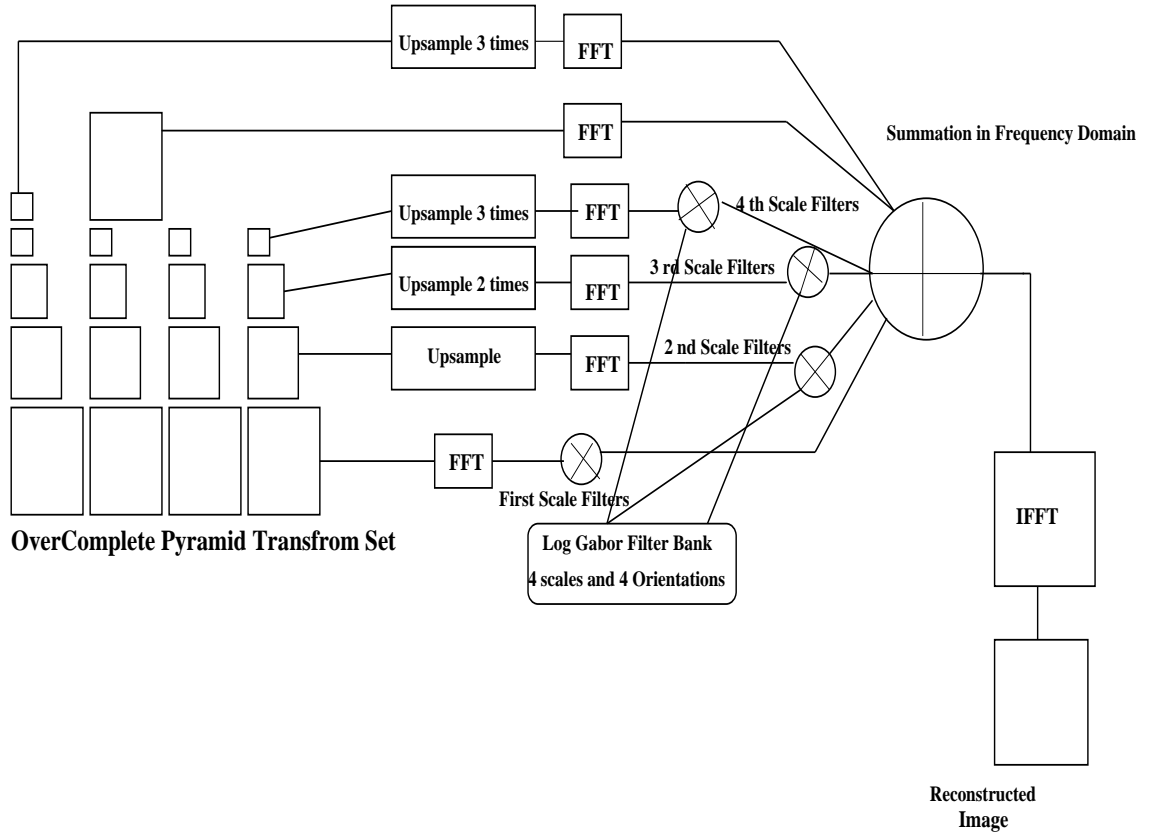 Upsample 3 times
FFT
FFT
Summation in Frequency Domain
Upsample 3 times
FFT
4 th Scale Filters
Upsample 2 times
FFT
3 rd Scale Filters
Upsample
FFT
2 nd Scale Filters
FFT
First Scale Filters
OverComplete Pyramid Transfrom Set
Log Gabor Filter Bank
4 scales and 4 Orientations
IFFT
Reconstructed
Image